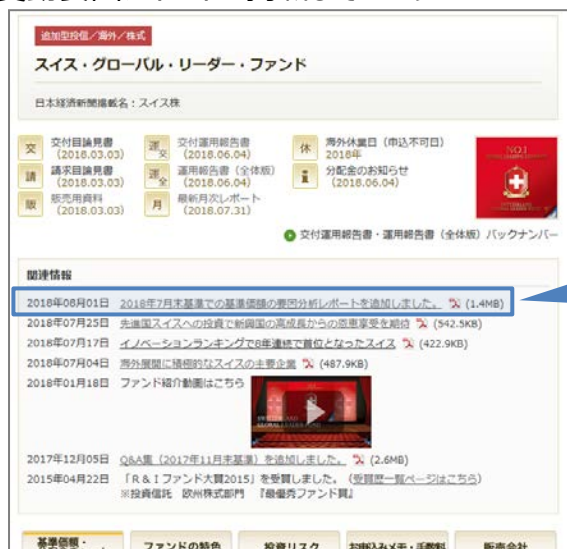 追加型投信／海外／株式
スイス・グローバル・リーダー・ファンド
日本経済新聞掲載名：スイス株
交 交付目論見書 （2018.03.03）
運交 交付運用報告書 （2018.06.04）
休 海外休業日（申込不可日） 2018年
請 請求目論見書 （2018.03.03）
運全 運用報告書（全体版） （2018.06.04）
i 分配金のお知らせ （2018.06.04）
販 販売用資料 （2018.03.03）
月 最新月次レポート （2018.07.31）
NO.1
SWITZERLAND
交付運用報告書・運用報告書（全体版）バックナンバー
関連情報
2018年08月01日 2018年7月末基準での基準価額の要因分析レポートを追加しました。 (1.4MB)
2018年07月25日 先進国スイスへの投資で新興国の高成長からの恩恵享受を期待 (542.5KB)
2018年07月17日 イノベーションランキングで8年連続で首位となったスイス (422.9KB)
2018年07月04日 海外展開に積極的なスイスの主要企業 (487.9KB)
2018年01月18日 ファンド紹介動画はこちら
SWITZERLAND
GLOBAL LEADER FUND
2017年12月05日 Q&A集（2017年11月末基準）を追加しました。 (2.6MB)
2015年04月22日 「R＆Iファンド大賞2015」を受賞しました。（受賞歴一覧ページはこちら）
※投資信託 欧州株式部門 『最優秀ファンド賞』
基準価額・
ファンドの特色 投資リスク お申込みメモ・手数料 販売会社